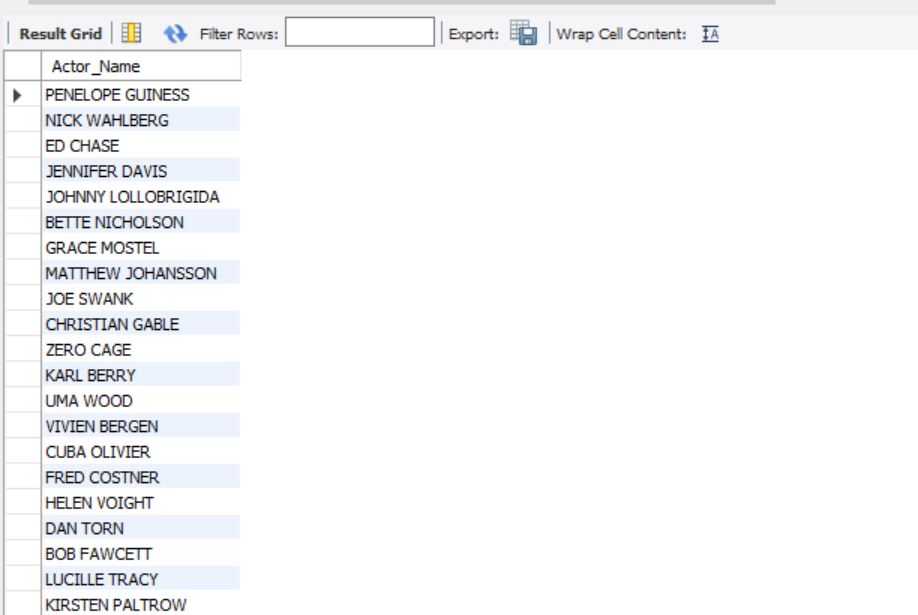 Result Grid Filter Rows: Export: Wrap Cell Content: IA
Actor_Name
PENELOPE GUINESS
NICK WAHLBERG
ED CHASE
JENNIFER DAVIS
JOHNNY LOLLOBRIGIDA
BETTE NICHOLSON
GRACE MOSTEL
MATTHEW JOHANSSON
JOE SWANK
CHRISTIAN GABLE
ZERO CAGE
KARL BERRY
UMA WOOD
VIVIEN BERGEN
CUBA OLIVIER
FRED COSTNER
HELEN VOIGHT
DAN TORN
BOB FAWCETT
LUCILLE TRACY
KIRSTEN PALTROW